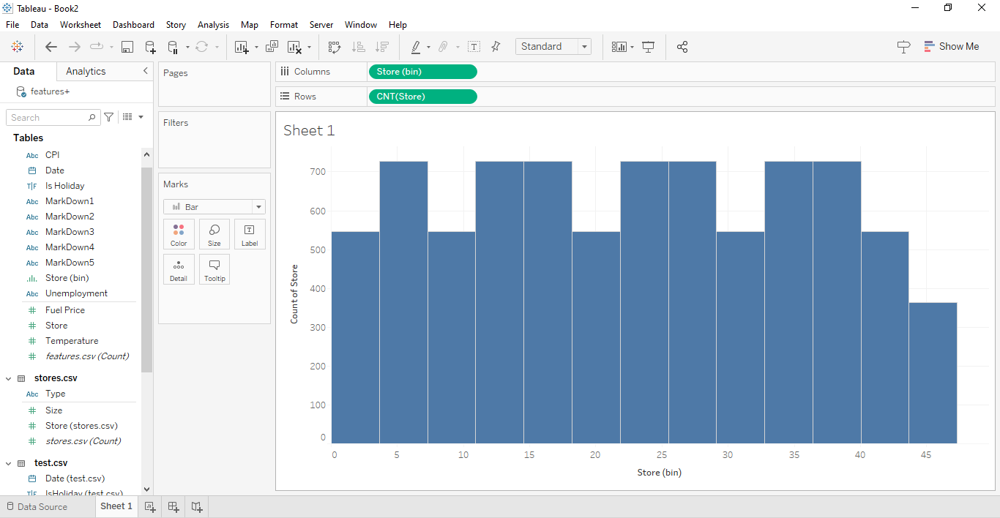 Tableau - Book2
File Data Worksheet Dashboard Story Analysis Map Format Server Window Help
T Standard Show Me
Data Analytics
features+
Search
Tables
Abc CPI
Date
T|F Is Holiday
Abc MarkDown1
Abc MarkDown2
Abc MarkDown3
Abc MarkDown4
Abc MarkDown5
Store (bin)
Abc Unemployment
# Fuel Price
# Store
# Temperature
# features.csv (Count)
stores.csv
Abc Type
# Size
# Store (stores.csv)
# stores.csv (Count)
test.csv
Date (test.csv)
T|F IsHoliday (test.csv)
Pages
Filters
Marks
Bar
Color Size T Label
Detail Tooltip
Columns Store (bin)
Rows CNT(Store)
Sheet 1
Count of Store
700
600
500
400
300
200
100
0
0 5 10 15 20 25 30 35 40 45
Store (bin)
Data Source Sheet 1